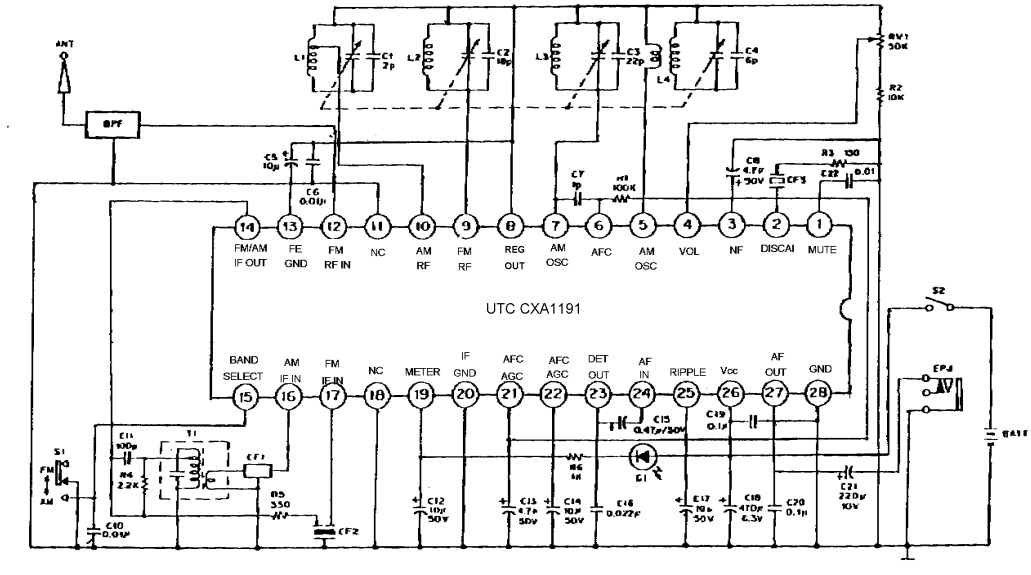 ANT
BPF
L1
C1
2p
L2
C2
18p
L3
C3
22p
L4
C4
6p
RV1
50K
R2
10K
C5
10μ
C6
0.01μ
C7
1p
R1
100K
C8
4.7μ
50V
R3 150
CF3
C22 0.01
14 13 12 11 10 9 8 7 6 5 4 3 2 1
FM/AM
IF OUT
FE
GND
FM
RF IN
NC
AM
RF
FM
RF
REG
OUT
AM
OSC
AFC
AM
OSC
VOL
NF
DISCAI
MUTE
UTC CXA1191
S2
BAND
SELECT
AM
IF IN
FM
IF IN
NC
METER
IF
GND
AFC
AGC
AFC
AGC
DET
OUT
AF
IN
RIPPLE
Vcc
AF
OUT
GND
15 16 17 18 19 20 21 22 23 24 25 26 27 28
EPJ
S1
FM
AM
C11
100p
R4
2.2K
T1
CF1
R5
330
CF2
C10
0.01μ
C12
10μ
50V
C13
4.7μ
50V
C14
10μ
50V
C15
0.47μ/50V
R6
1K
C16
0.022μ
C17
10μ
50V
C18
470μ
6.3V
C19
0.1μ
C20
0.1μ
C21
220μ
10V